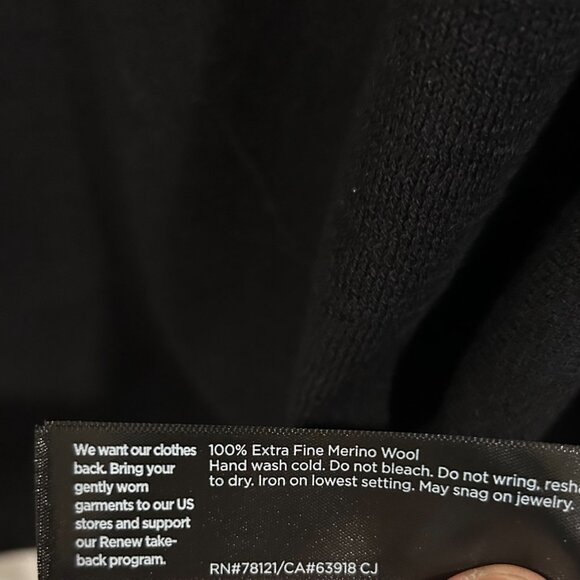 We want our clothes
back. Bring your
gently worn
garments to our US
stores and support
our Renew take-
back program.
100% Extra Fine Merino Wool
Hand wash cold. Do not bleach. Do not wring,
to dry. Iron on lowest setting. May snag on jewelry.
RN#78121/CA#63918 CJ